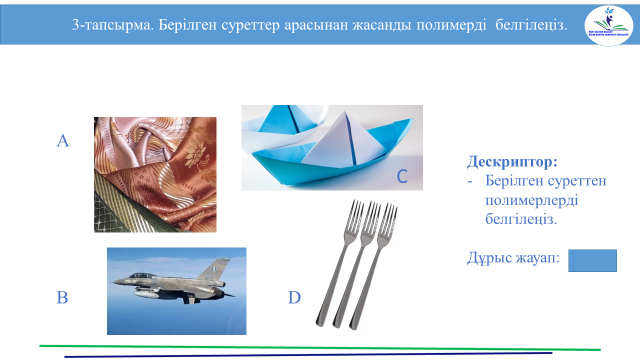 3-тапсырма. Берілген суреттер арасынан жасанды полимерді белгілеңіз.
A
C
B
D
Дескриптор:
- Берілген суреттен
полимерлерді
белгілеңіз.
Дұрыс жауап: